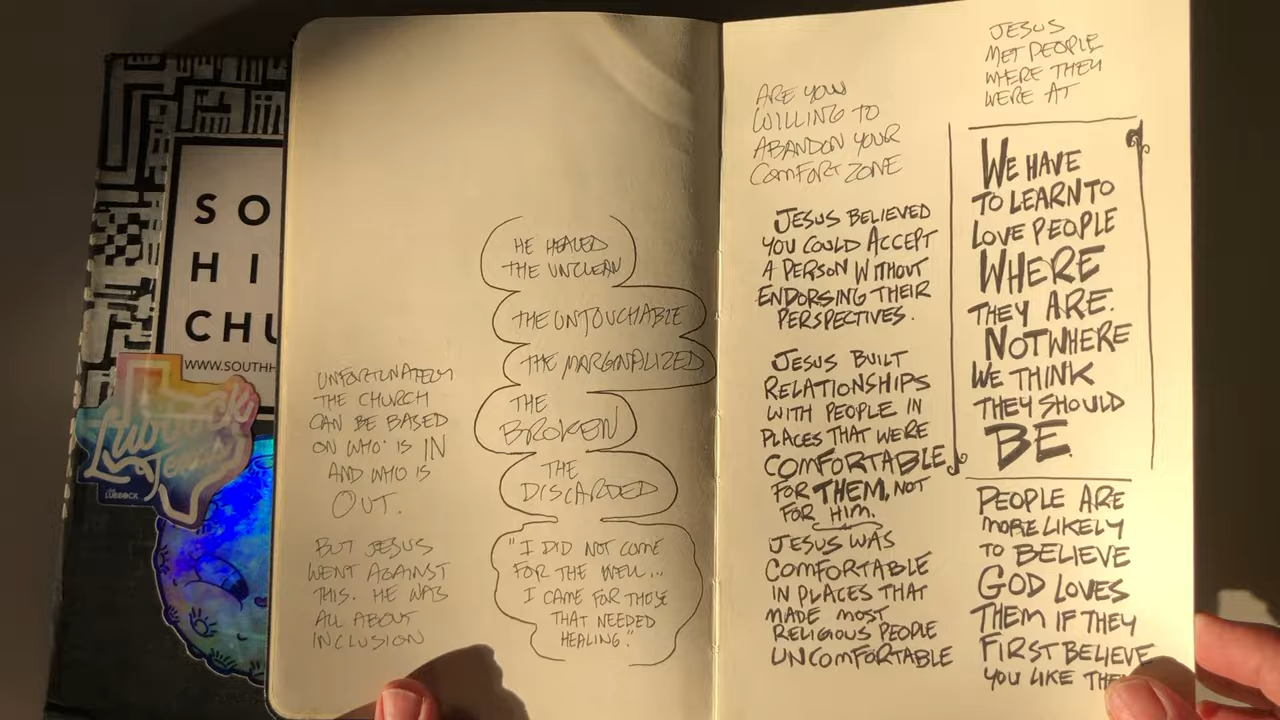 SO
HI
CHU
WWW.SOUTHH
Lubbock
Texas
LUBBOCK
UNFORTUNATELY
THE CHURCH
CAN BE BASED
ON WHO IS IN
AND WHO IS
OUT.
BUT JESUS
WENT AGAINST
THIS. HE WAS
ALL ABOUT
INCLUSION
HE HEALED
THE UNCLEAN
THE UNTOUCHABLE
THE MARGINALIZED
THE
BROKEN
THE
DISCARDED
"I DID NOT COME
FOR THE WELL...
I CAME FOR THOSE
THAT NEEDED
HEALING."
ARE YOU
WILLING TO
ABANDON YOUR
COMFORT ZONE
JESUS BELIEVED
YOU COULD ACCEPT
A PERSON WITHOUT
ENDORSING THEIR
PERSPECTIVES.
JESUS BUILT
RELATIONSHIPS
WITH PEOPLE IN
PLACES THAT WERE
COMFORTABLE
FOR THEM, NOT
FOR HIM.
JESUS WAS
COMFORTABLE
IN PLACES THAT
MADE MOST
RELIGIOUS PEOPLE
UNCOMFORTABLE
JESUS
MET PEOPLE
WHERE THEY
WERE AT
WE HAVE
TO LEARN TO
LOVE PEOPLE
WHERE
THEY ARE.
NOT WHERE
WE THINK
THEY SHOULD
BE.
PEOPLE ARE
MORE LIKELY
TO BELIEVE
GOD LOVES
THEM IF THEY
FIRST BELIEVE
YOU LIKE THEM